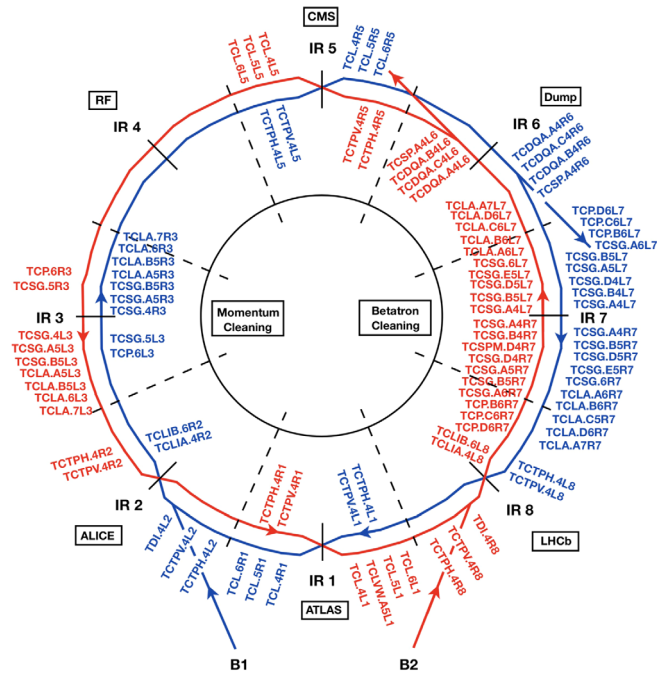 CMS
IR 5
TCL.6L5
TCL.5L5
TCL.4L5
TCL.4R5
TCL.5R5
TCL.6R5
RF
IR 4
TCTPH.4L5
TCTPV.4L5
TCTPV.4R5
TCTPH.4R5
Dump
IR 6
TCSP.A4L6
TCDQA.B4L6
TCDQA.C4L6
TCDQA.A4L6
TCDQA.A4R6
TCDQA.C4R6
TCDQA.B4R6
TCSP.A4R6
TCLA.A7L7
TCLA.D6L7
TCLA.C6L7
TCLA.B6L7
TCLA.A6L7
TCSG.6L7
TCSG.E5L7
TCSG.D5L7
TCSG.B5L7
TCSG.A4L7
TCSG.A4R7
TCSG.B4R7
TCSPM.D4R7
TCSG.D4R7
TCSG.A5R7
TCSG.B5R7
TCSG.A6R7
TCP.B6R7
TCP.C6R7
TCP.D6R7
TCP.D6L7
TCP.C6L7
TCP.B6L7
TCSG.A6L7
TCSG.B5L7
TCSG.A5L7
TCSG.D4L7
TCSG.B4L7
TCSG.A4L7
IR 7
TCSG.A4R7
TCSG.B5R7
TCSG.D5R7
TCSG.E5R7
TCSG.6R7
TCLA.A6R7
TCLA.B6R7
TCLA.C5R7
TCLA.D6R7
TCLA.A7R7
TCLA.7R3
TCLA.6R3
TCLA.B5R3
TCLA.A5R3
TCSG.B5R3
TCSG.A5R3
TCSG.4R3
TCP.6R3
TCSG.5R3
IR 3
TCSG.4L3
TCSG.A5L3
TCSG.B5L3
TCLA.A5L3
TCLA.B5L3
TCLA.6L3
TCLA.7L3
TCSG.5L3
TCP.6L3
Momentum
Cleaning
Betatron
Cleaning
TCLIB.6R2
TCLIA.4R2
TCTPH.4R2
TCTPV.4R2
IR 2
ALICE
TDI.4L2
TCTPV.4L2
TCTPH.4L2
TCTPH.4R1
TCTPV.4R1
TCL.6R1
TCL.5R1
TCL.4R1
IR 1
ATLAS
TCTPH.4L1
TCTPV.4L1
TCL.4L1
TCLVW.A5L1
TCL.5L1
TCL.6L1
TCLIB.6L8
TCLIA.4L8
TCTPH.4L8
TCTPV.4L8
IR 8
LHCb
TDI.4R8
TCTPV.4R8
TCTPH.4R8
B1
B2